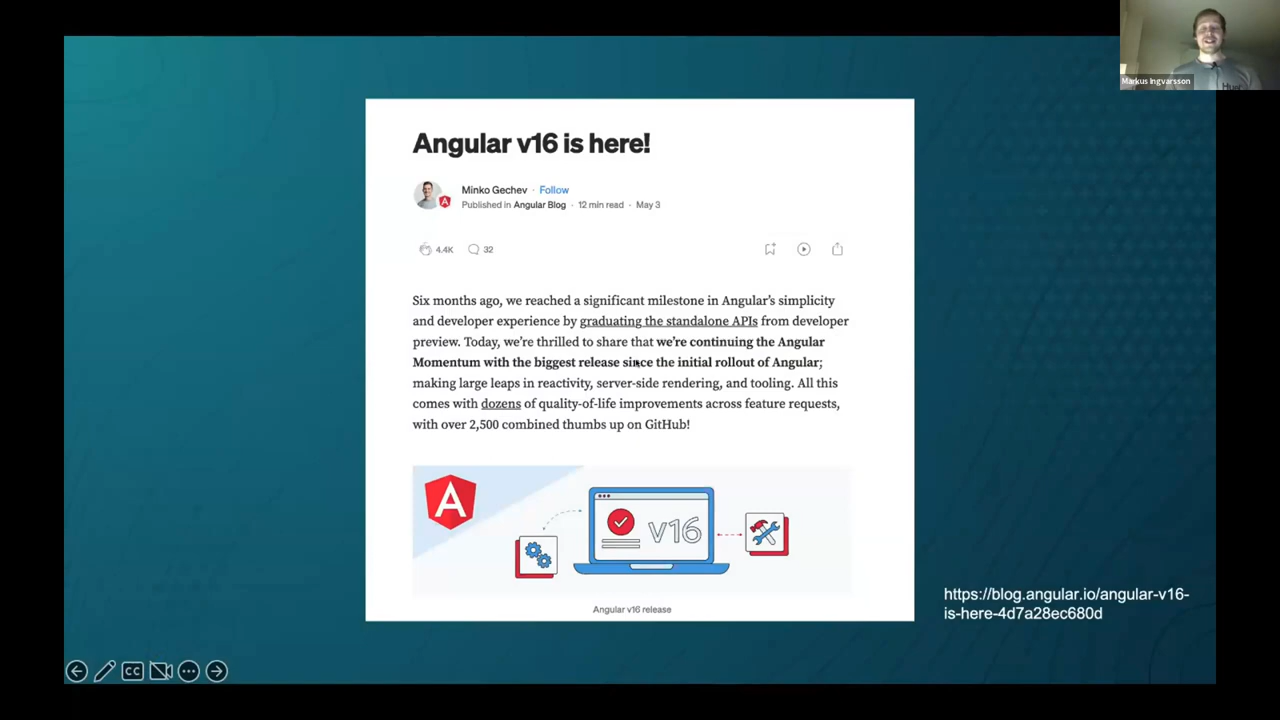 Markus Ingvarsson
Angular v16 is here!
Minko Gechev · Follow
Published in Angular Blog · 12 min read · May 3
4.4K 32
Six months ago, we reached a significant milestone in Angular’s simplicity
and developer experience by graduating the standalone APIs from developer
preview. Today, we’re thrilled to share that we’re continuing the Angular
Momentum with the biggest release since the initial rollout of Angular;
making large leaps in reactivity, server-side rendering, and tooling. All this
comes with dozens of quality-of-life improvements across feature requests,
with over 2,500 combined thumbs up on GitHub!
A
v16
Angular v16 release
https://blog.angular.io/angular-v16-
is-here-4d7a28ec680d
CC